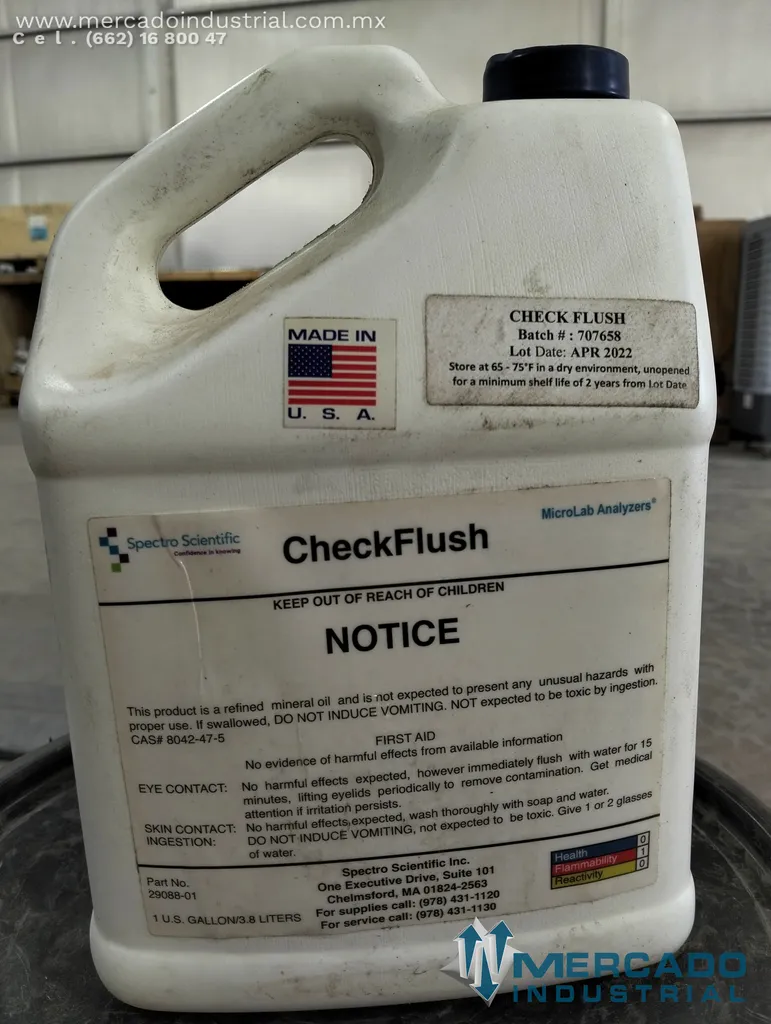 www.mercadoindustrial.com.mx
Cel. (662) 16 800 47
MADE IN
U. S. A.
CHECK FLUSH
Batch # : 707658
Lot Date: APR 2022
Store at 65 - 75°F in a dry environment, unopened
for a minimum shelf life of 2 years from Lot Date
Spectro Scientific
Confidence in knowing
CheckFlush
MicroLab Analyzers®
KEEP OUT OF REACH OF CHILDREN
NOTICE
This product is a refined mineral oil and is not expected to present any unusual hazards with
proper use. If swallowed, DO NOT INDUCE VOMITING. NOT expected to be toxic by ingestion.
CAS# 8042-47-5
FIRST AID
No evidence of harmful effects from available information
EYE CONTACT: No harmful effects expected, however immediately flush with water for 15
minutes, lifting eyelids periodically to remove contamination. Get medical
attention if irritation persists.
SKIN CONTACT: No harmful effects expected, wash thoroughly with soap and water.
INGESTION: DO NOT INDUCE VOMITING, not expected to be toxic. Give 1 or 2 glasses
of water.
Part No.
29088-01
1 U.S. GALLON/3.8 LITERS
Spectro Scientific Inc.
One Executive Drive, Suite 101
Chelmsford, MA 01824-2563
For supplies call: (978) 431-1120
For service call: (978) 431-1130
Health 0
Flammability 1
Reactivity 0
MERCADO
INDUSTRIAL